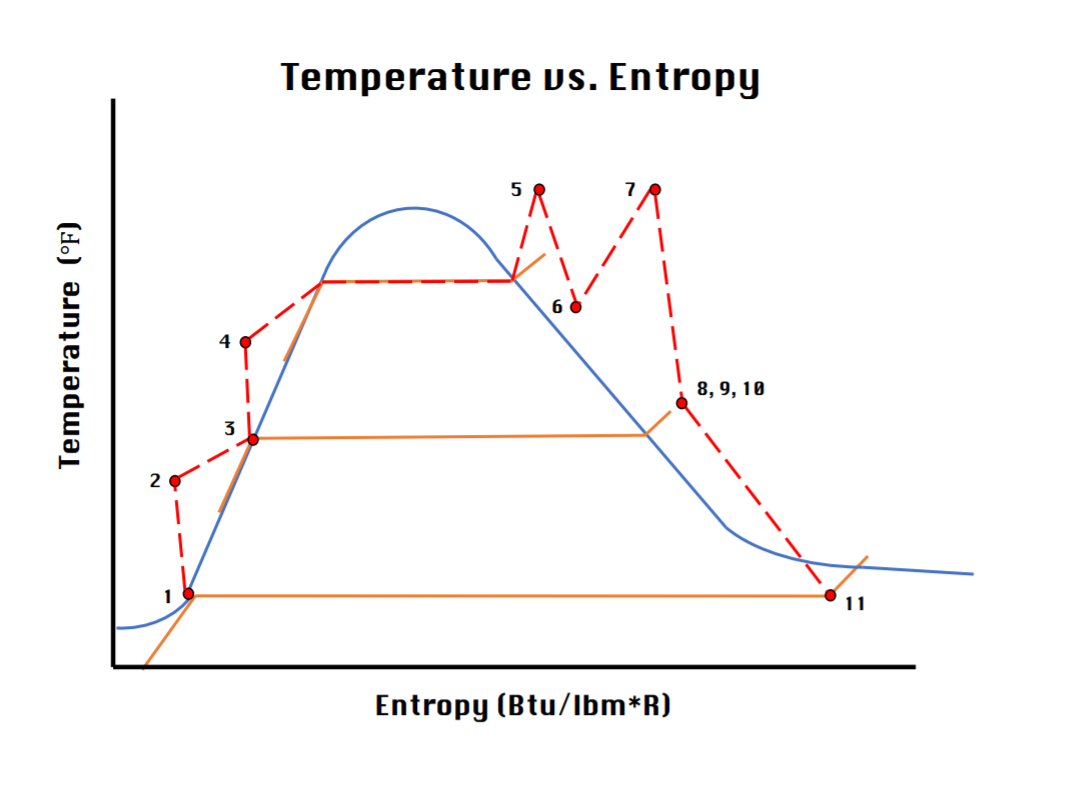 Temperature vs. Entropy
Temperature (°F)
5
7
6
4
8, 9, 10
3
2
1
11
Entropy (Btu/lbm*R)